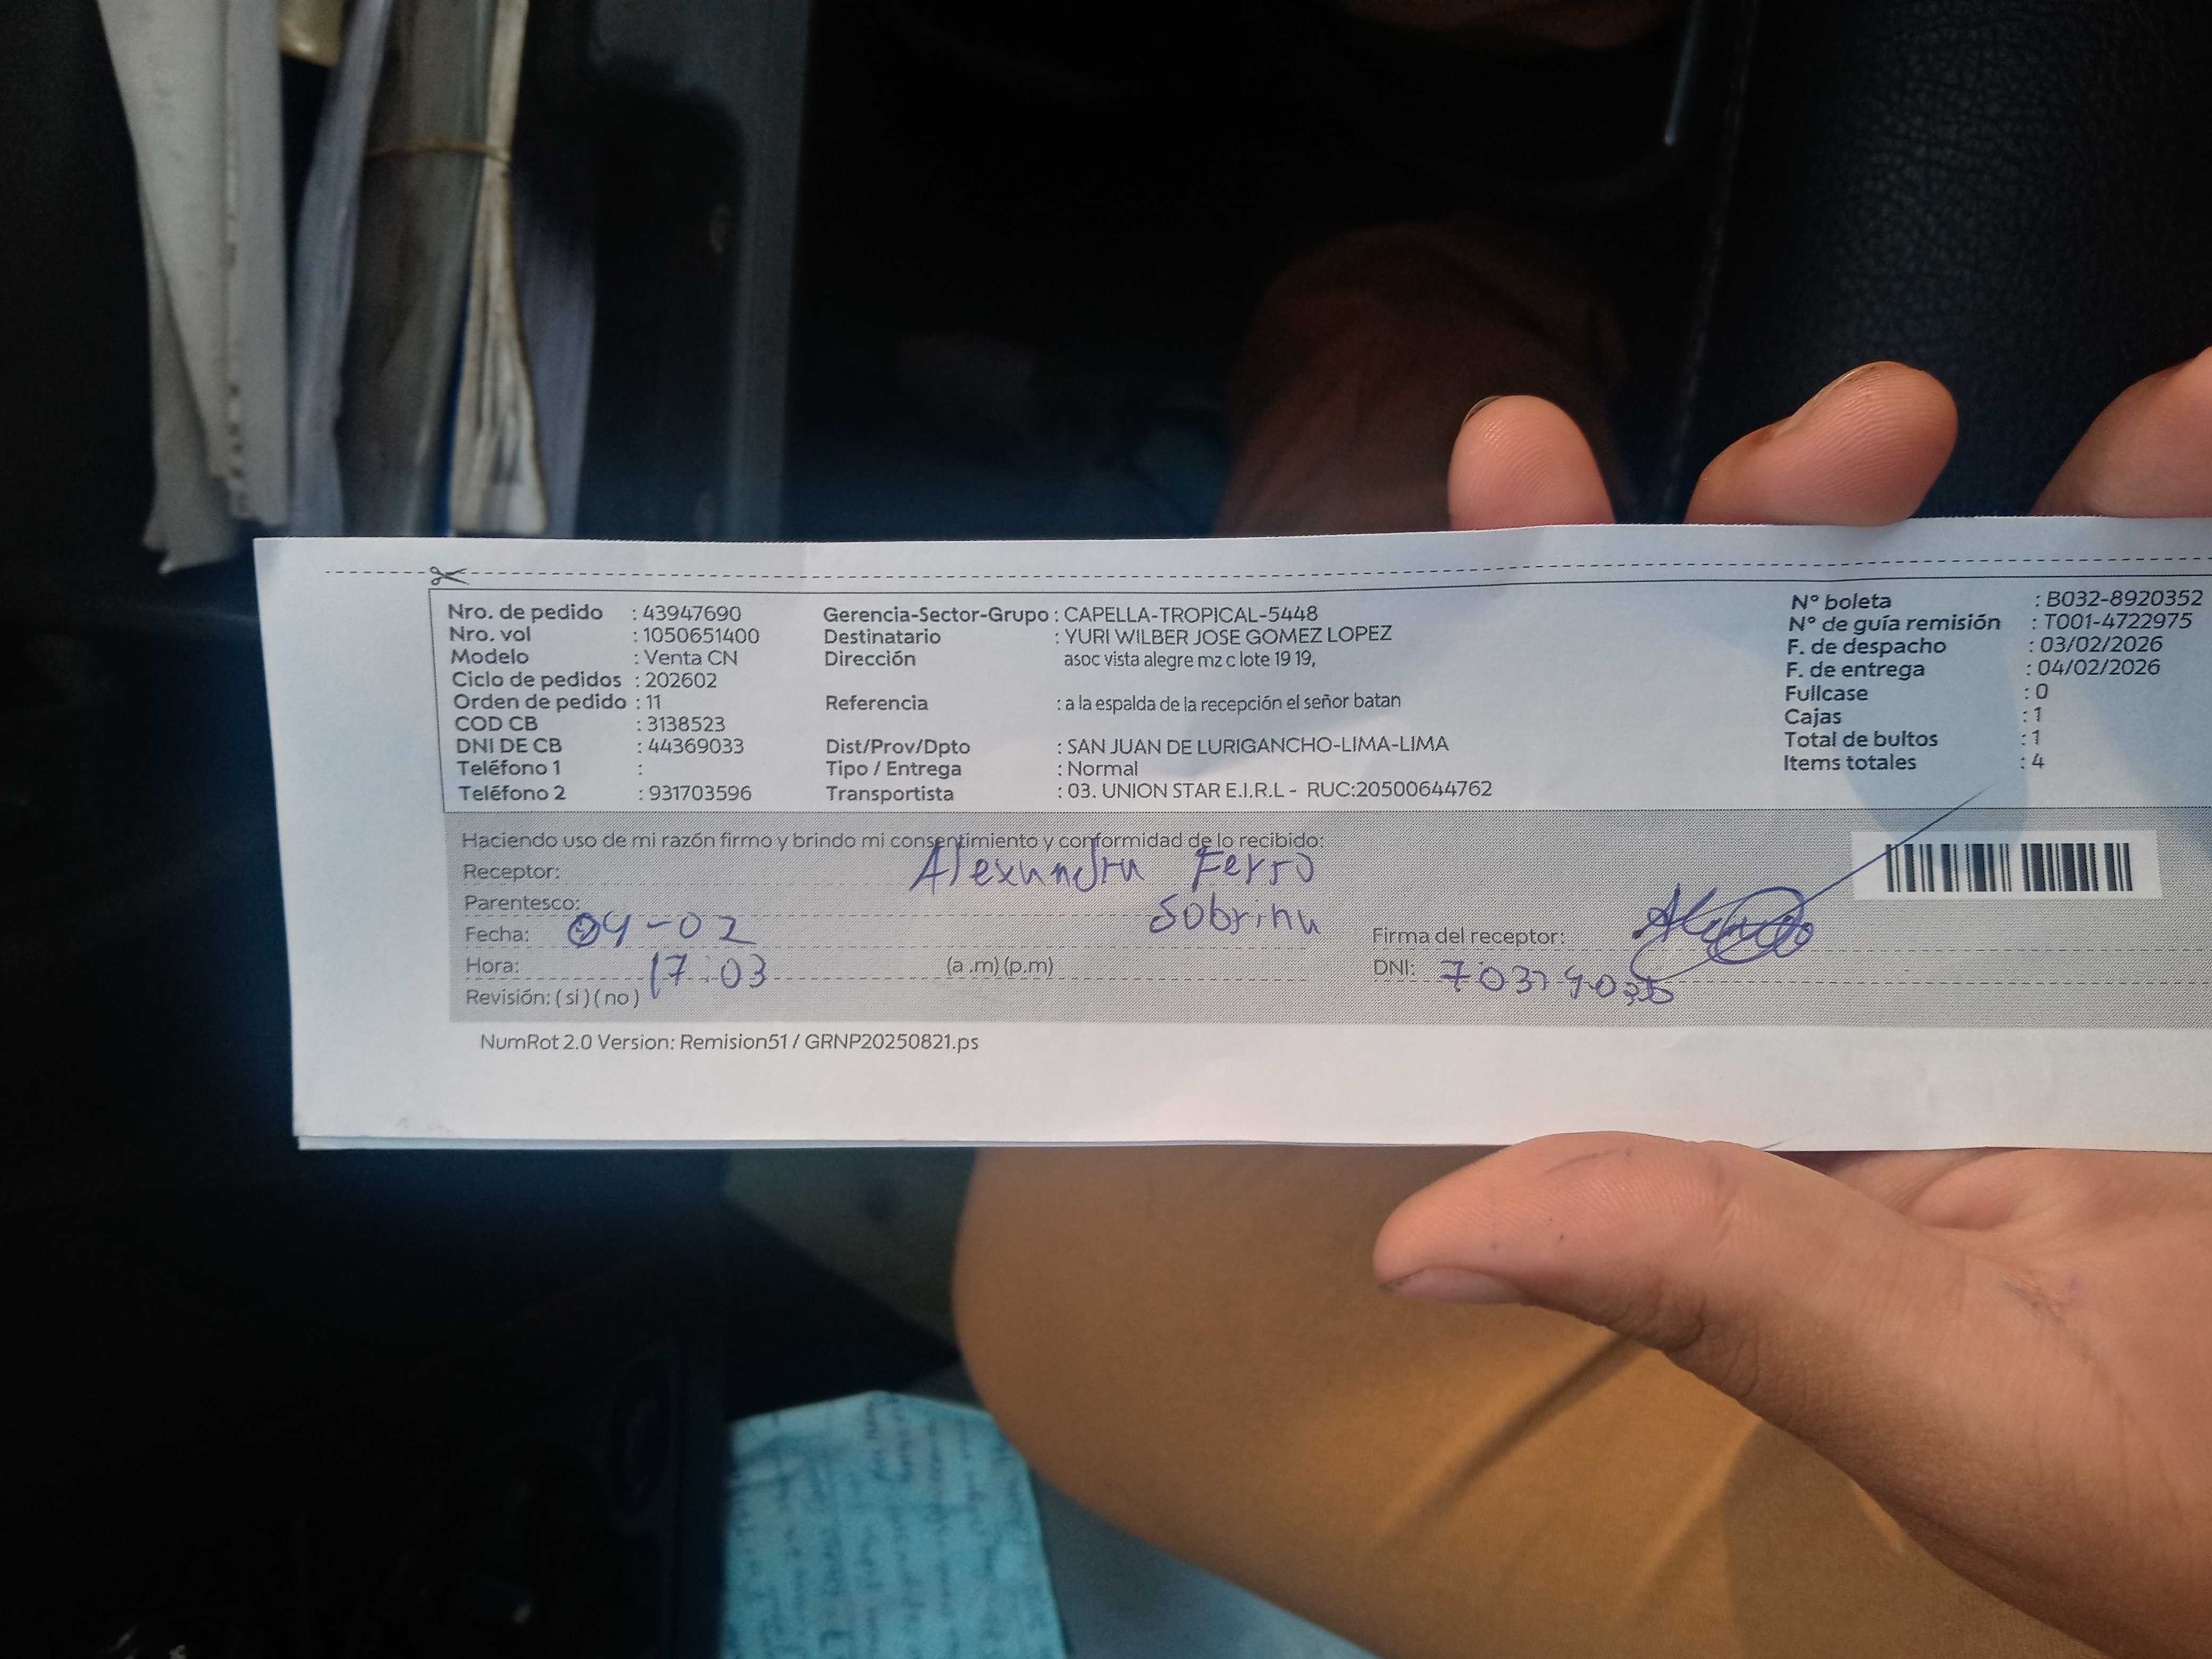 Nro. de pedido : 43947690
Nro. vol : 1050651400
Modelo : Venta CN
Ciclo de pedidos : 202602
Orden de pedido : 11
COD CB : 3138523
DNI DE CB : 44369033
Teléfono 1 :
Teléfono 2 : 931703596
Gerencia-Sector-Grupo : CAPELLA-TROPICAL-5448
Destinatario : YURI WILBER JOSE GOMEZ LOPEZ
Dirección asoc vista alegre mz c lote 19 19,
Referencia : a la espalda de la recepción el señor batan
Dist/Prov/Dpto : SAN JUAN DE LURIGANCHO-LIMA-LIMA
Tipo / Entrega : Normal
Transportista : 03. UNION STAR E.I.R.L - RUC:20500644762
N° boleta : B032-8920352
N° de guía remisión : T001-4722975
F. de despacho : 03/02/2026
F. de entrega : 04/02/2026
Fullcase : 0
Cajas : 1
Total de bultos : 1
Items totales : 4
Haciendo uso de mi razón firmo y brindo mi consentimiento y conformidad de lo recibido:
Receptor: Alexandra Ferro
Parentesco: Sobrina
Fecha: 04-02
Hora: 17:03 (a.m) (p.m)
Revisión: ( si ) ( no )
Firma del receptor:
DNI:
NumRot 2.0 Version: Remision51 / GRNP20250821.ps